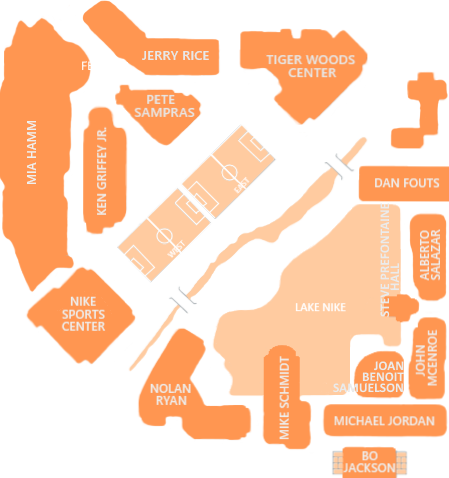 JERRY RICE
FE
TIGER WOODS
CENTER
PETE
SAMPRAS
MIA HAMM
KEN GRIFFEY JR.
EAST
WEST
DAN FOUTS
STEVE PREFONTAINE
HALL
ALBERTO
SALAZAR
LAKE NIKE
NIKE
SPORTS
CENTER
JOHN
MCENROE
JOAN
BENOIT
SAMUELSON
NOLAN
RYAN
MIKE SCHMIDT
MICHAEL JORDAN
BO
JACKSON